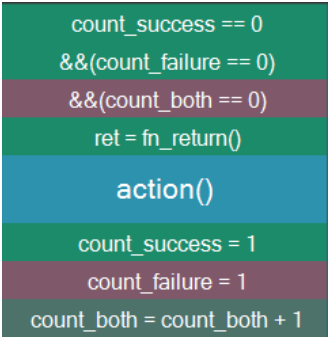 count_success == 0
&&(count_failure == 0)
&&(count_both == 0)
ret = fn_return()
action()
count_success = 1
count_failure = 1
count_both = count_both + 1